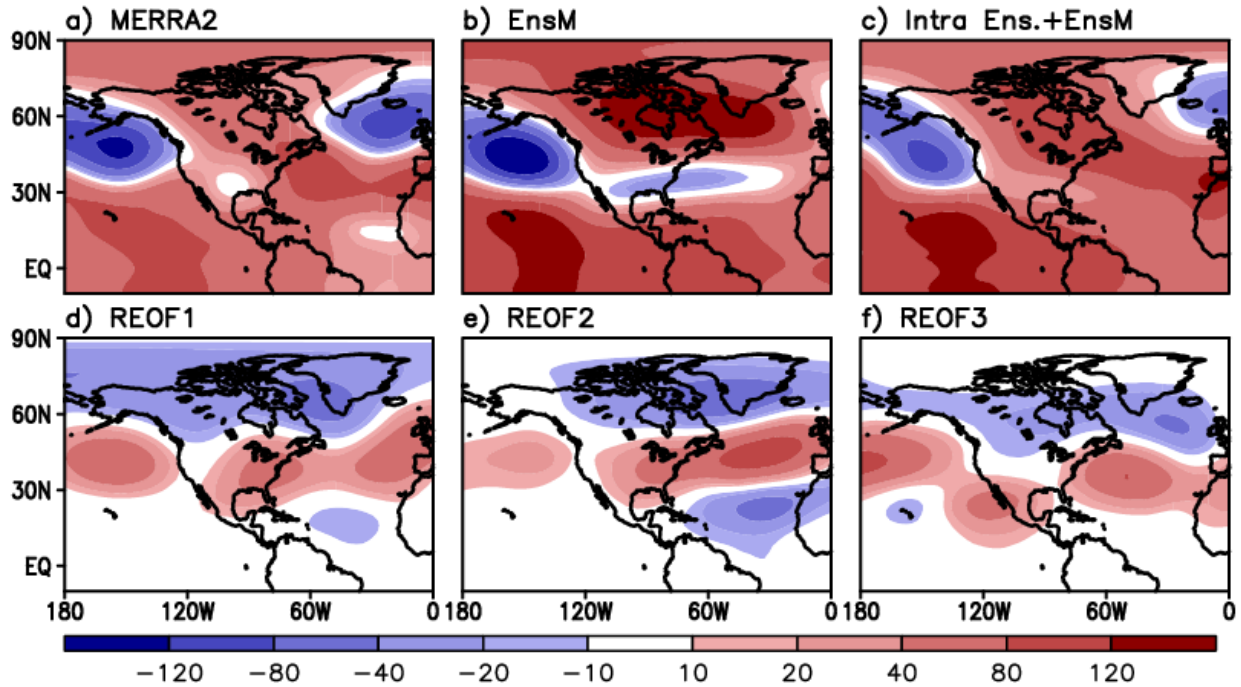 a) MERRA2
b) EnsM
c) Intra Ens.+EnsM
90N
60N
30N
EQ
d) REOF1
e) REOF2
f) REOF3
90N
60N
30N
EQ
180 120W 60W 0 180 120W 60W 0 180 120W 60W 0
−120 −80 −40 −20 −10 10 20 40 80 120